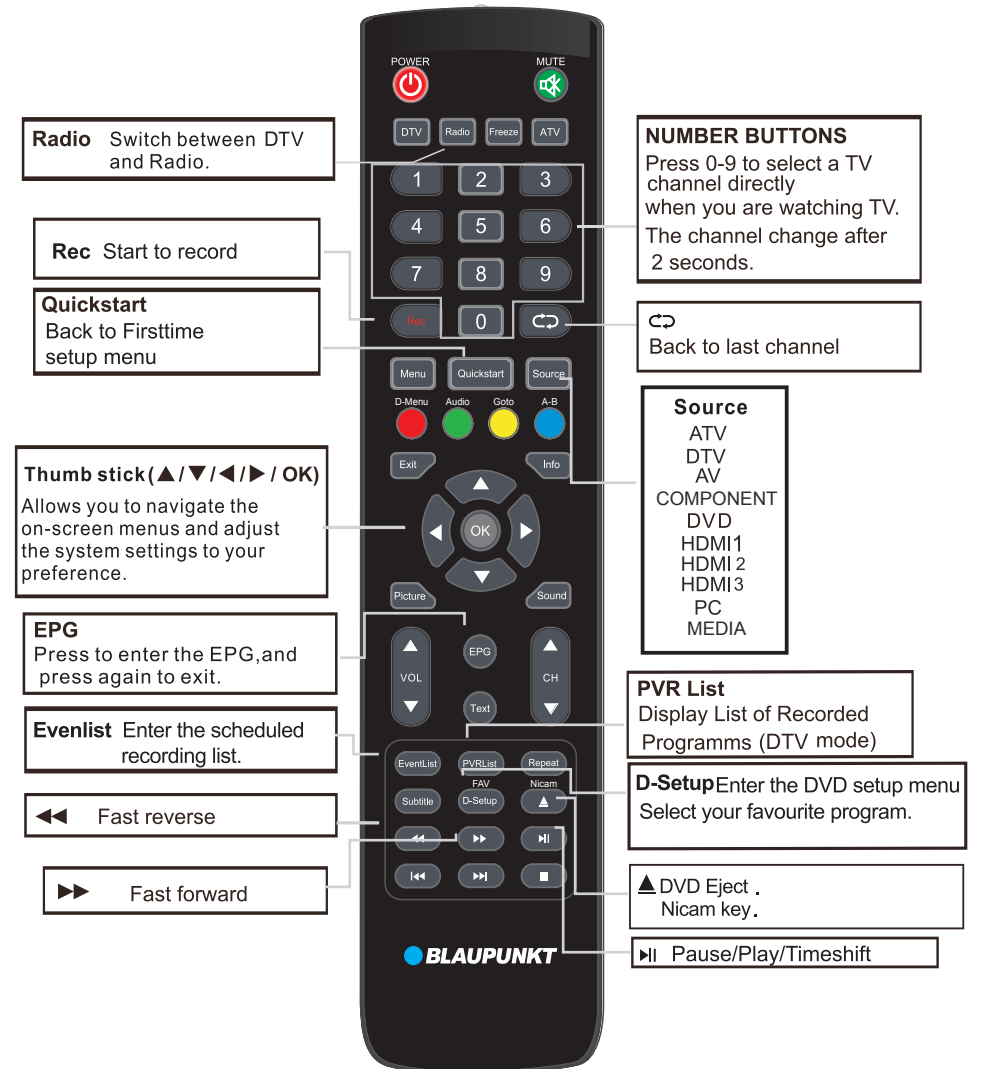 POWER
MUTE
DTV
Radio
Freeze
ATV
Radio Switch between DTV
and Radio.
1
2
3
4
5
6
7
8
9
Rec
0
NUMBER BUTTONS
Press 0-9 to select a TV
channel directly
when you are watching TV.
The channel change after
2 seconds.
Rec Start to record
Quickstart
Back to Firsttime
setup menu
Back to last channel
Menu
Quickstart
Source
D-Menu
Audio
Goto
A-B
Exit
Info
OK
Picture
Sound
Source
ATV
DTV
AV
COMPONENT
DVD
HDMI1
HDMI 2
HDMI3
PC
MEDIA
Thumb stick(▲/▼/◀/▶/ OK)
Allows you to navigate the
on-screen menus and adjust
the system settings to your
preference.
EPG
Press to enter the EPG,and
press again to exit.
VOL
EPG
CH
Text
Evenlist Enter the scheduled
recording list.
PVR List
Display List of Recorded
Programms (DTV mode)
EventList
PVRList
Repeat
FAV
Nicam
Subtitle
D-Setup
D-Setup Enter the DVD setup menu
Select your favourite program.
◀◀ Fast reverse
▶▶ Fast forward
▲ DVD Eject .
Nicam key.
▶II Pause/Play/Timeshift
BLAUPUNKT